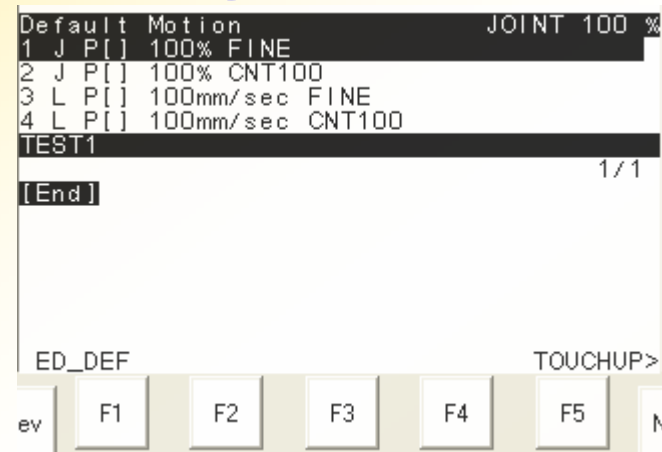 Default Motion JOINT 100 %
1 J P[] 100% FINE
2 J P[] 100% CNT100
3 L P[] 100mm/sec FINE
4 L P[] 100mm/sec CNT100
TEST1
1/1
[End]
ED_DEF TOUCHUP>
ev F1 F2 F3 F4 F5 N